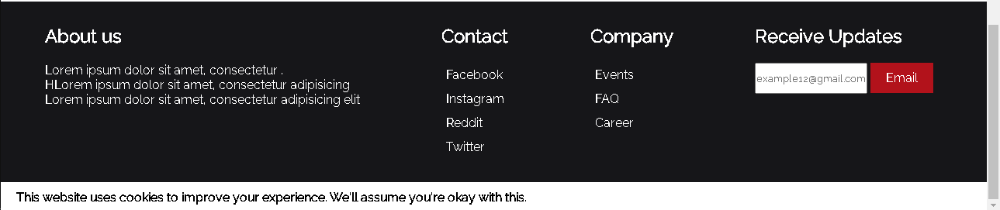 About us
Lorem ipsum dolor sit amet, consectetur .
HLorem ipsum dolor sit amet, consectetur adipisicing
Lorem ipsum dolor sit amet, consectetur adipisicing elit
Contact
Facebook
Instagram
Reddit
Twitter
Company
Events
FAQ
Career
Receive Updates
example12@gmail.com
Email
This website uses cookies to improve your experience. We'll assume you're okay with this.